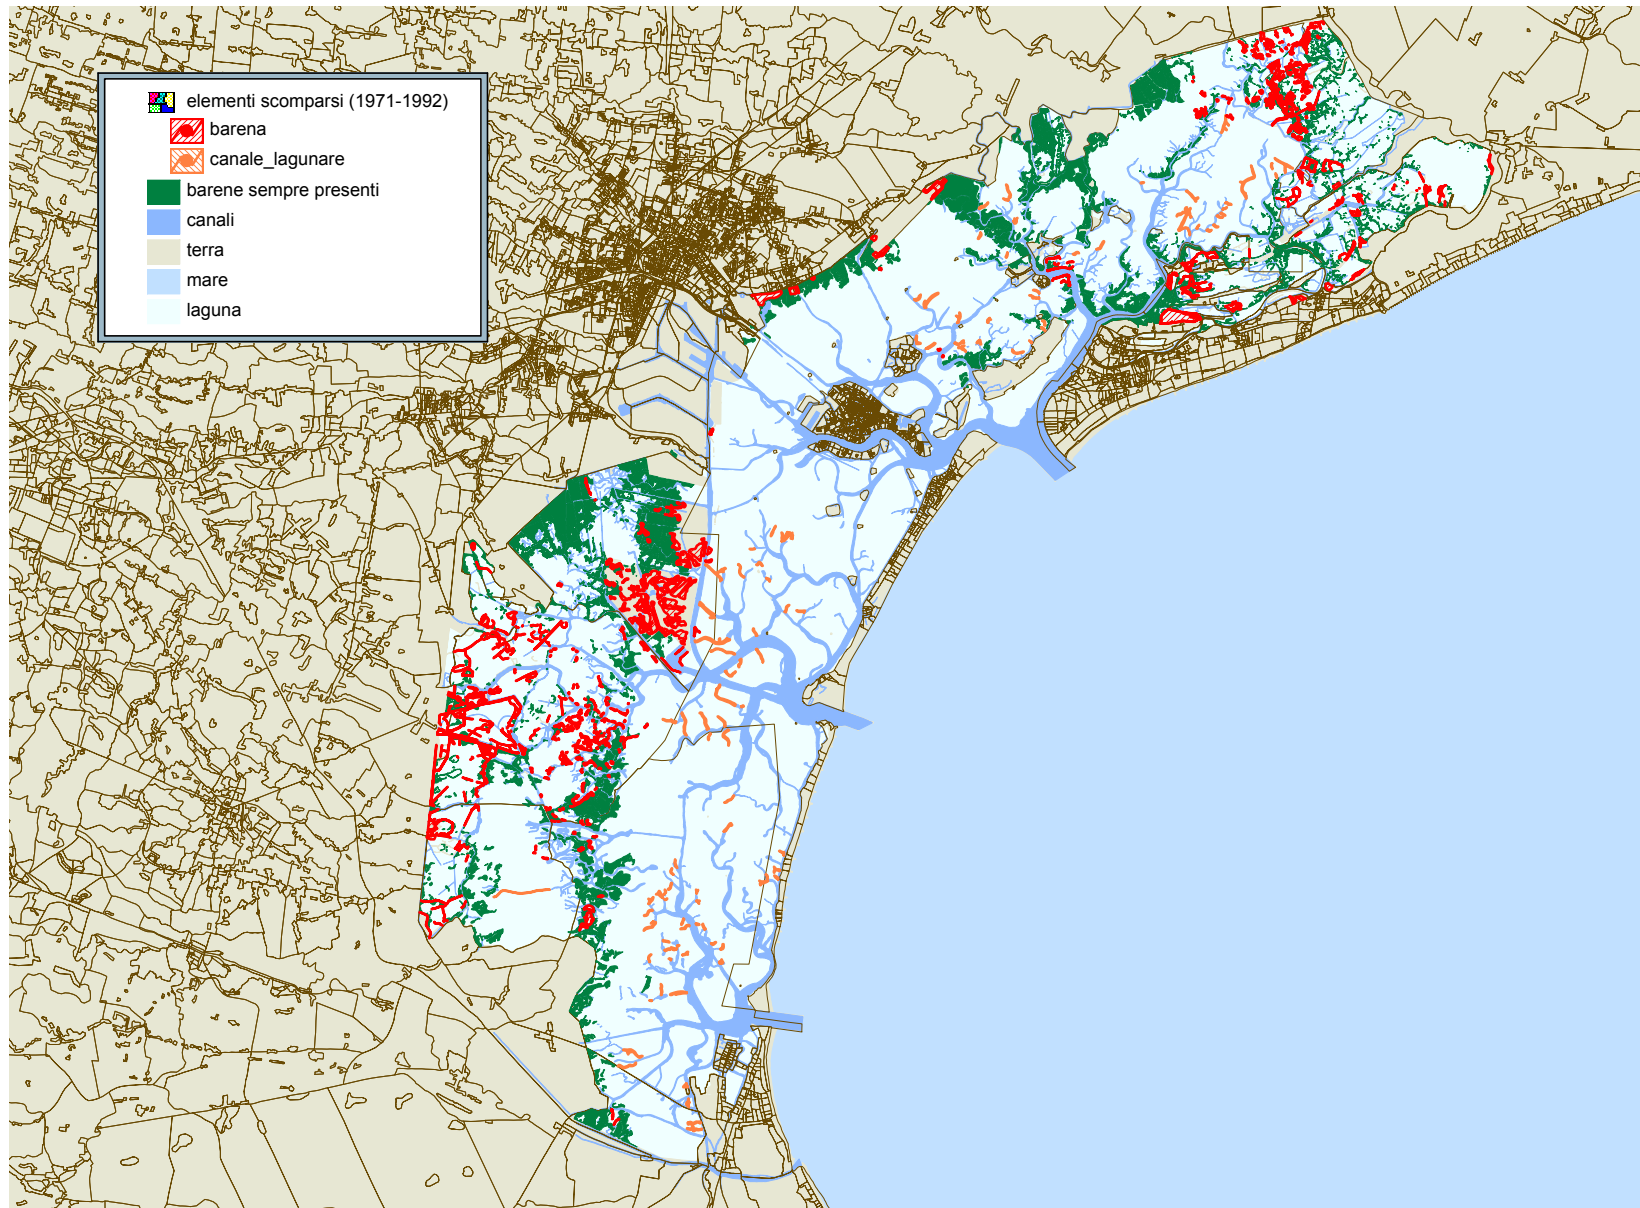 elementi scomparsi (1971-1992)
barena
canale_lagunare
barene sempre presenti
canali
terra
mare
laguna